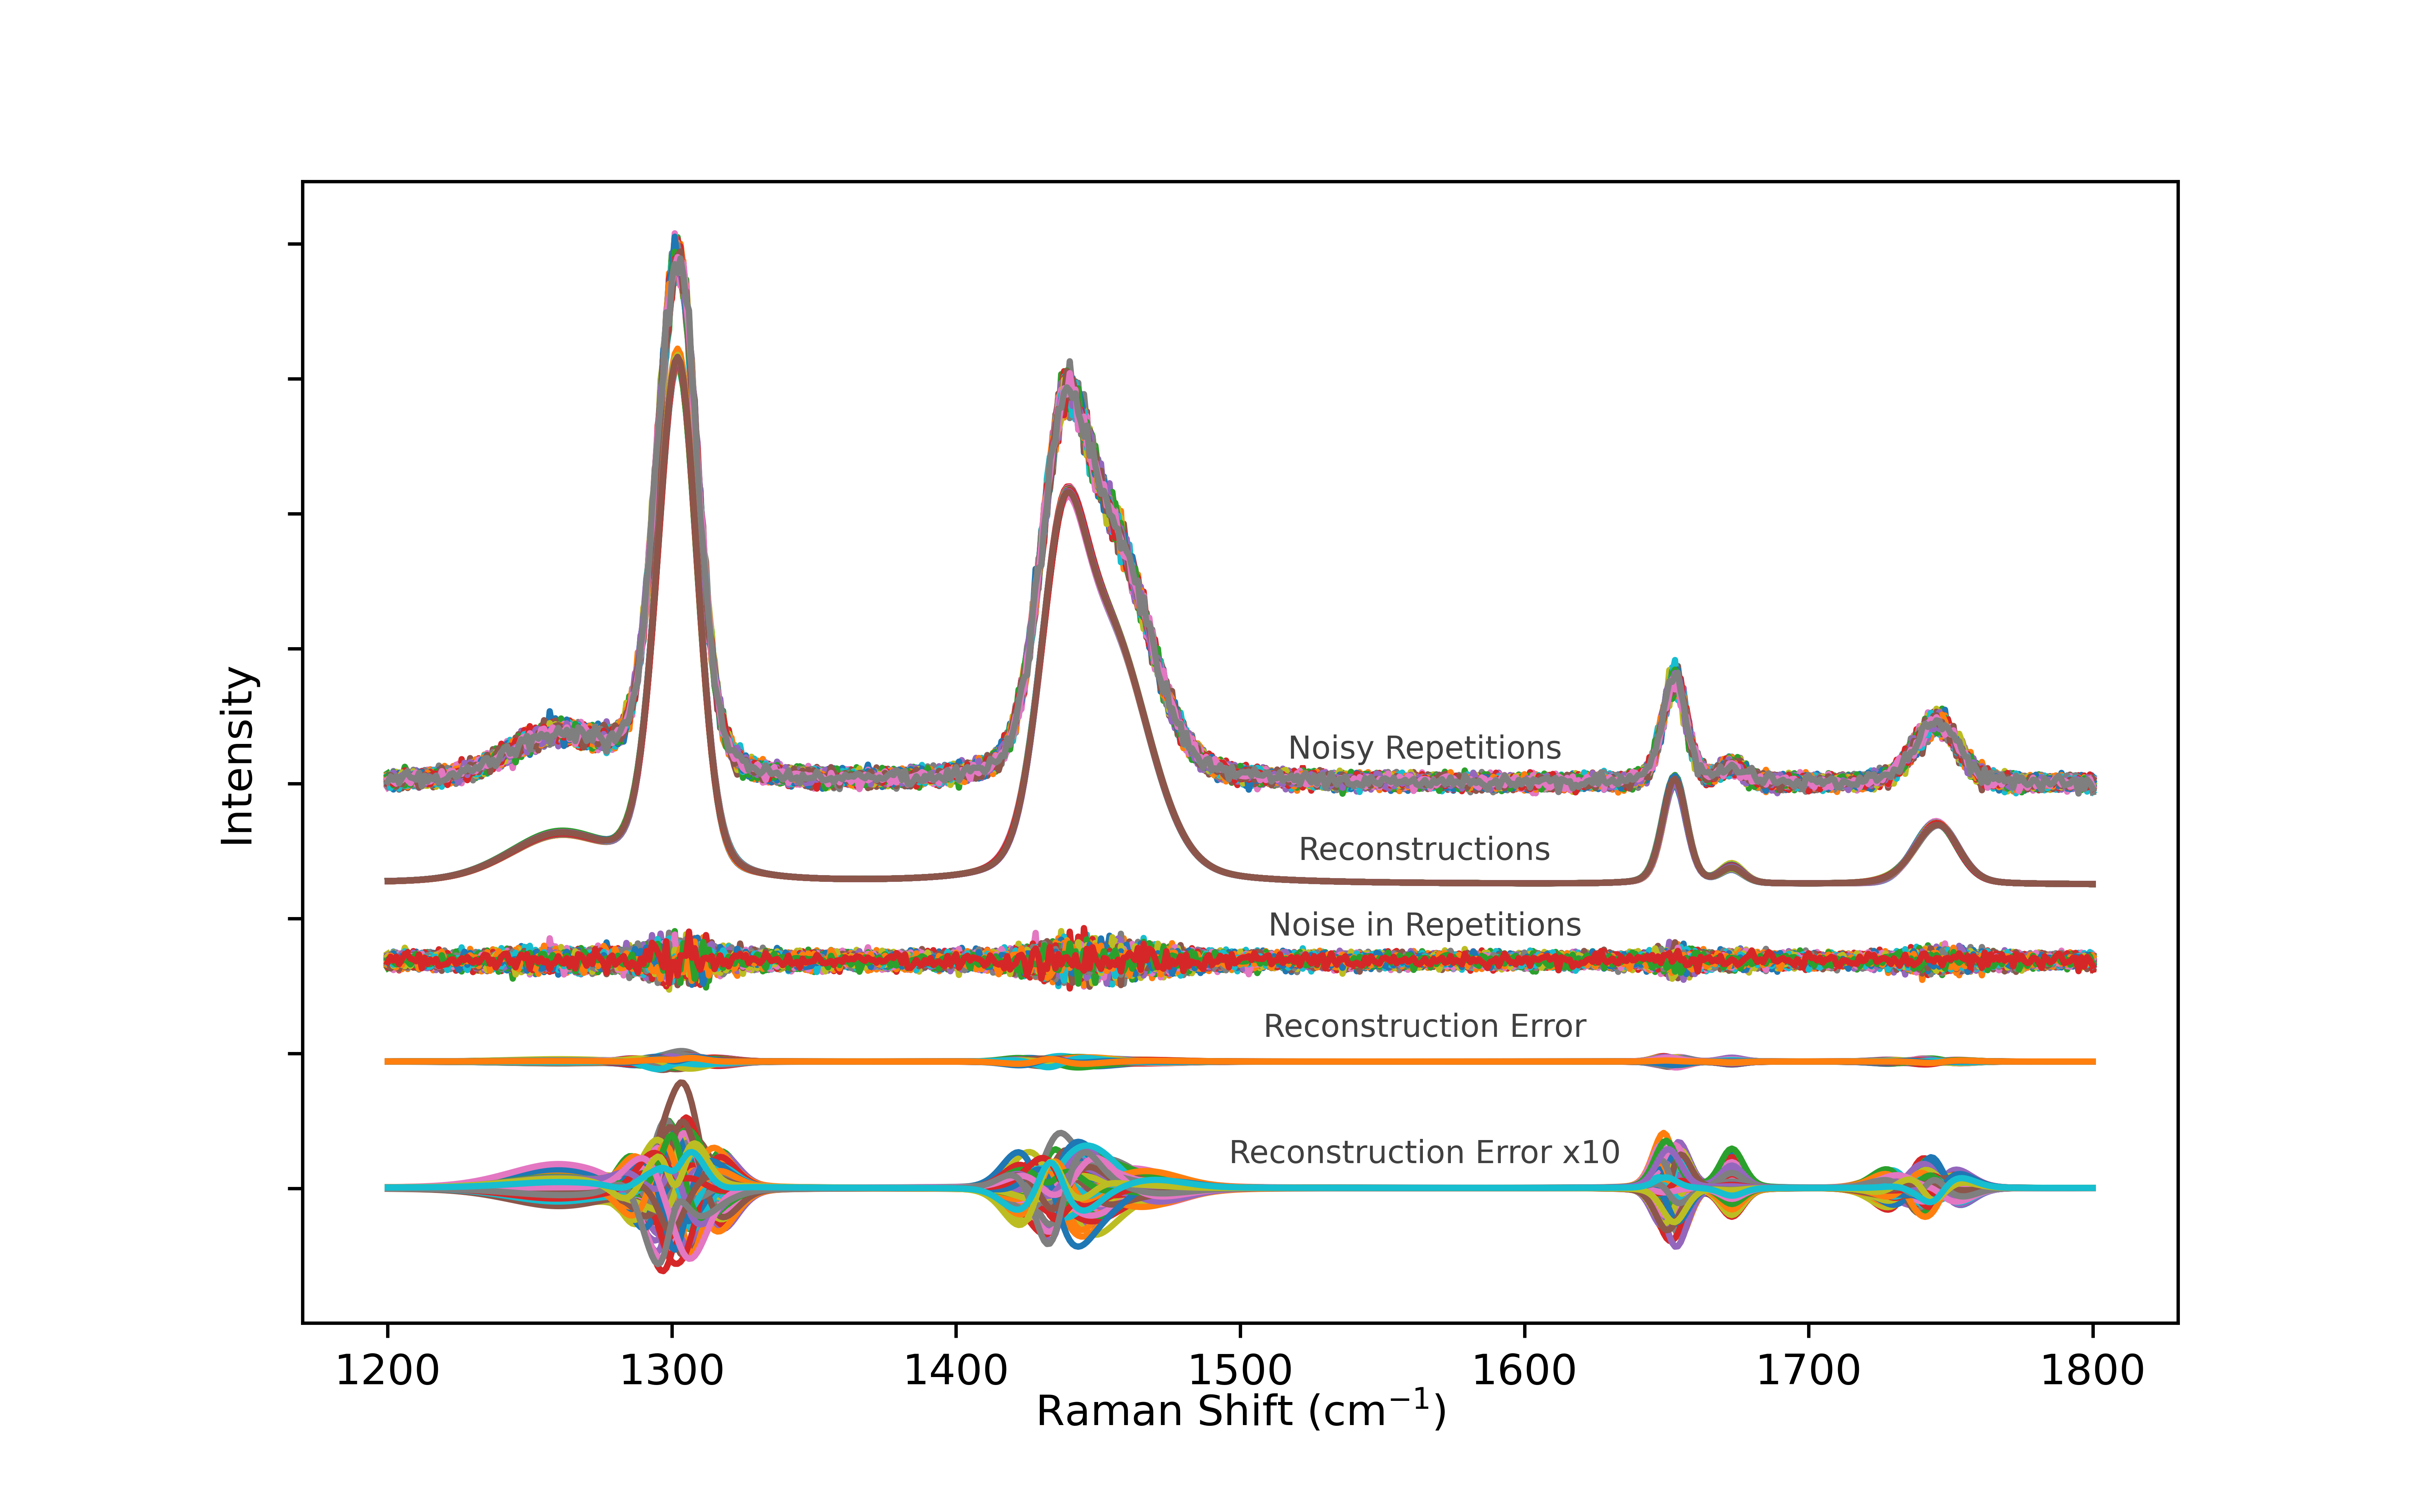 Noisy Repetitions
Intensity
Reconstructions
Noise in Repetitions
Reconstruction Error
Reconstruction Error x10
1200 1300 1400 1500 1600 1700 1800
Raman Shift (cm⁻¹)